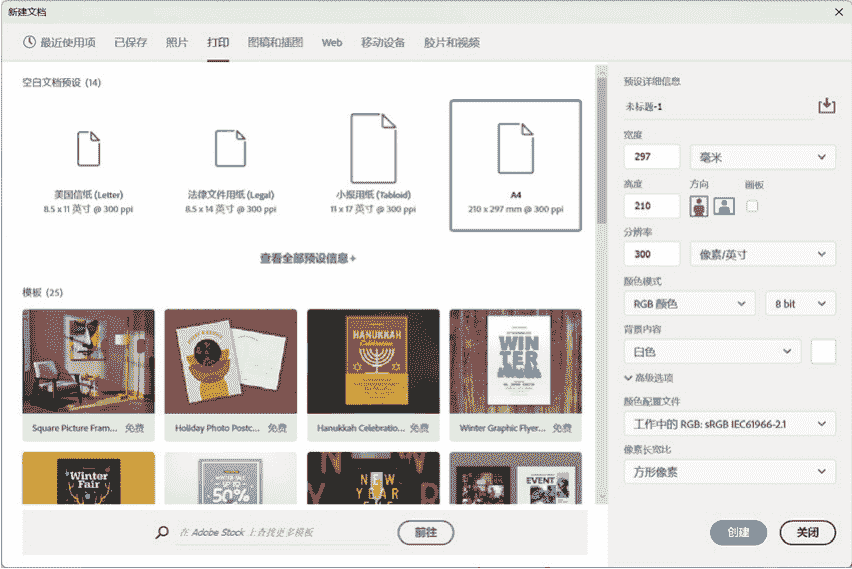 新建文档
最近使用项 已保存 照片 打印 图稿和插图 Web 移动设备 胶片和视频
空白文档预设 (14)
美国信纸 (Letter)
8.5 x 11 英寸 @ 300 ppi
法律文件用纸 (Legal)
8.5 x 14 英寸 @ 300 ppi
小报用纸 (Tabloid)
11 x 17 英寸 @ 300 ppi
A4
210 x 297 mm @ 300 ppi
查看全部预设信息+
模板 (25)
HANUKKAH
Celebration
WIN
TER
Square Picture Fram... 免费
Holiday Photo Postc... 免费
Hanukkah Celebratio... 免费
Winter Graphic Flyer... 免费
Winter
Fair
50%
NEW
YEAR
EVENT
在 Adobe Stock 上查找更多模板
前往
预设详细信息
未标题-1
宽度
297 毫米
高度 方向 画板
210
分辨率
300 像素/英寸
颜色模式
RGB 颜色 8 bit
背景内容
白色
高级选项
颜色配置文件
工作中的 RGB: sRGB IEC61966-2.1
像素长宽比
方形像素
创建 关闭